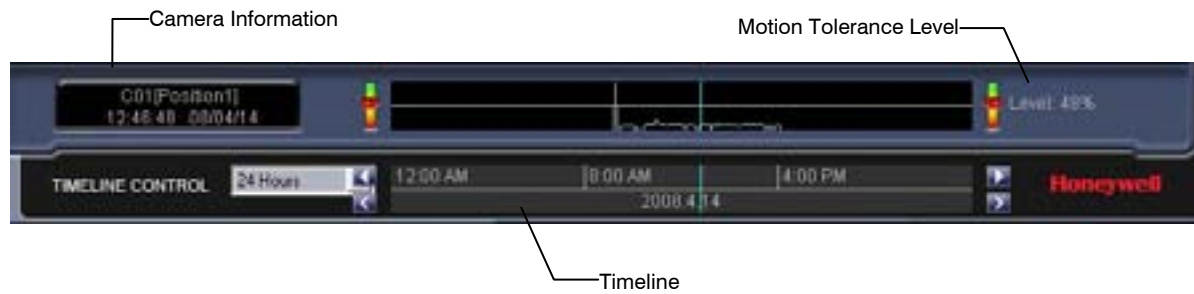 Camera Information
Motion Tolerance Level
C01[Position1]
12:46:48 08/04/14
Level: 48%
TIMELINE CONTROL
24 Hours
12:00 AM
8:00 AM
4:00 PM
Honeywell
2008.4.14
Timeline